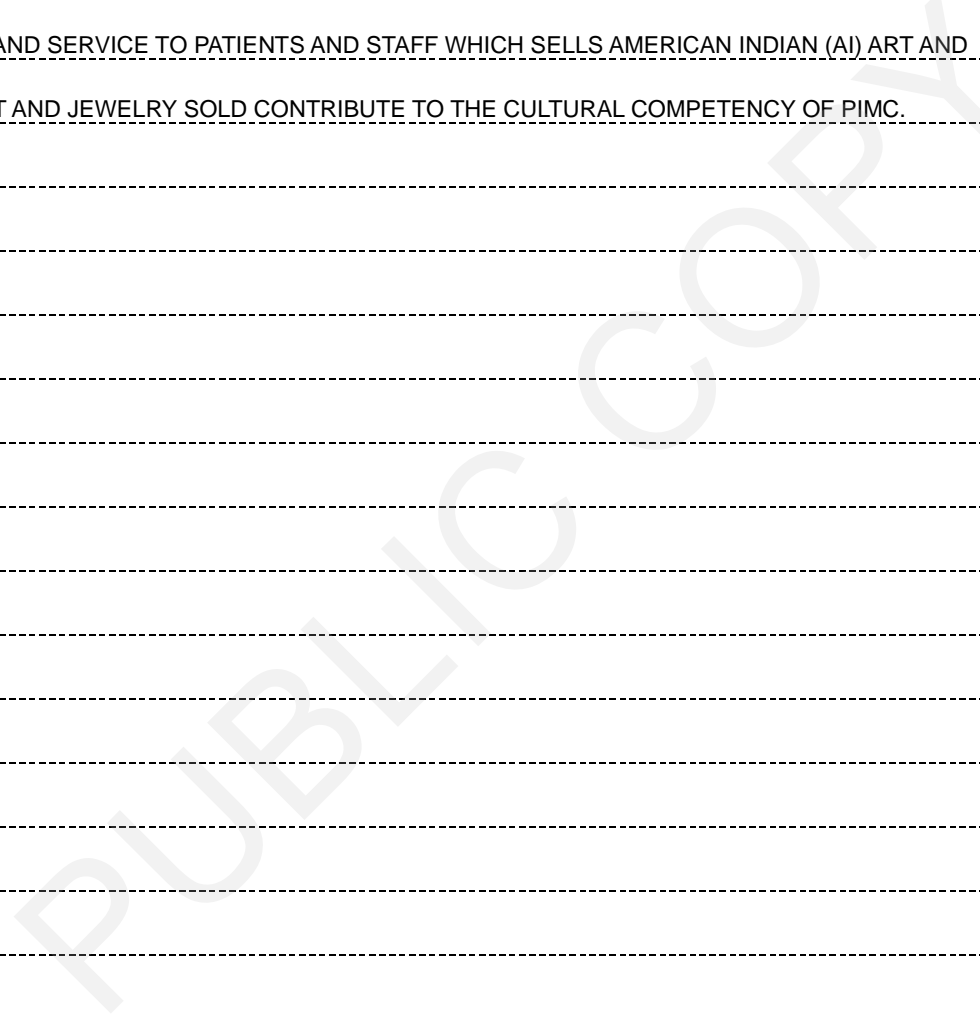 AND SERVICE TO PATIENTS AND STAFF WHICH SELLS AMERICAN INDIAN (AI) ART AND
AND JEWELRY SOLD CONTRIBUTE TO THE CULTURAL COMPETENCY OF PIMC.
PUBLIC COPY